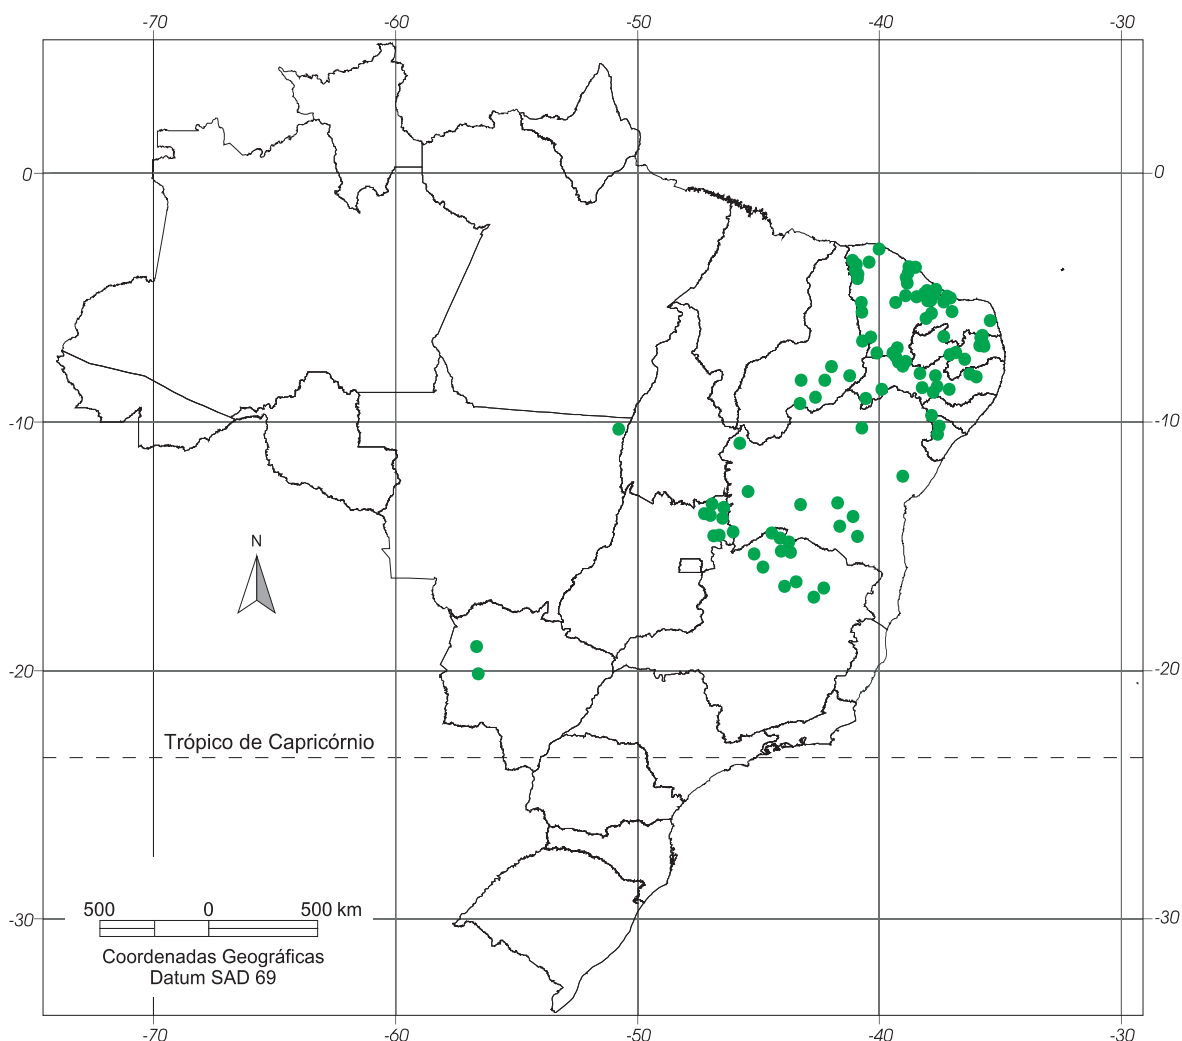 -70 -60 -50 -40 -30
0 0
-10 -10
N
-20 -20
Trópico de Capricórnio
500 0 500 km
-30 -30
Coordenadas Geográficas
Datum SAD 69
-70 -60 -50 -40 -30